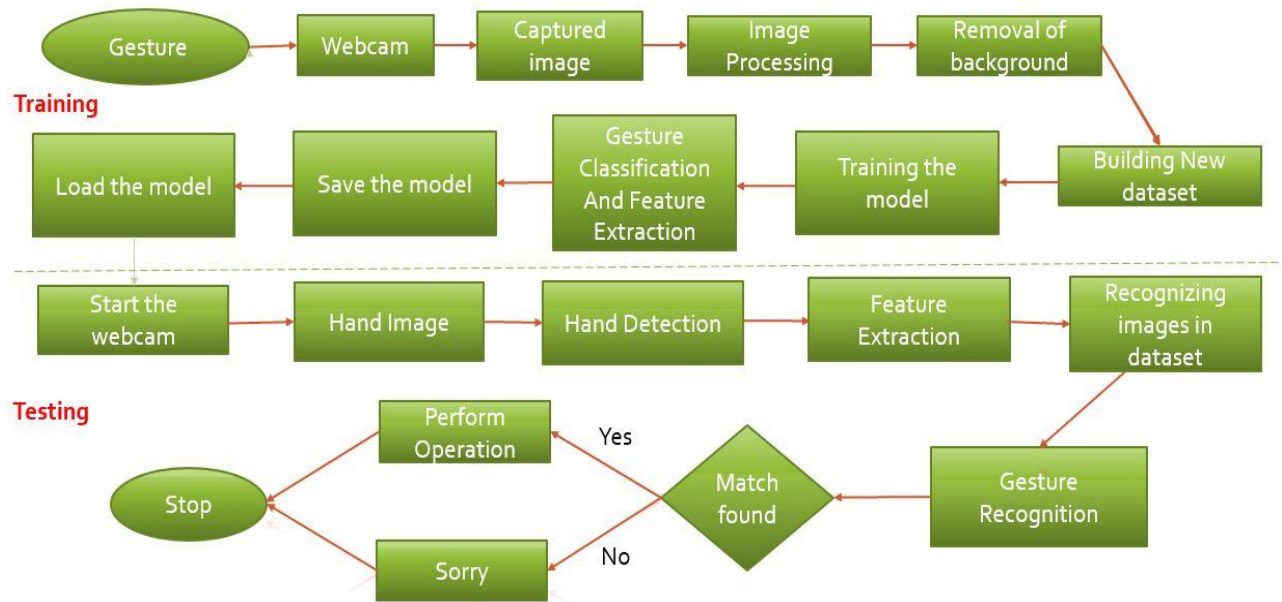 Gesture
Webcam
Captured
image
Image
Processing
Removal of
background
Training
Building New
dataset
Training the
model
Gesture
Classification
And Feature
Extraction
Save the model
Load the model
Start the
webcam
Hand Image
Hand Detection
Feature
Extraction
Recognizing
images in
dataset
Testing
Gesture
Recognition
Match
found
Yes
Perform
Operation
No
Sorry
Stop